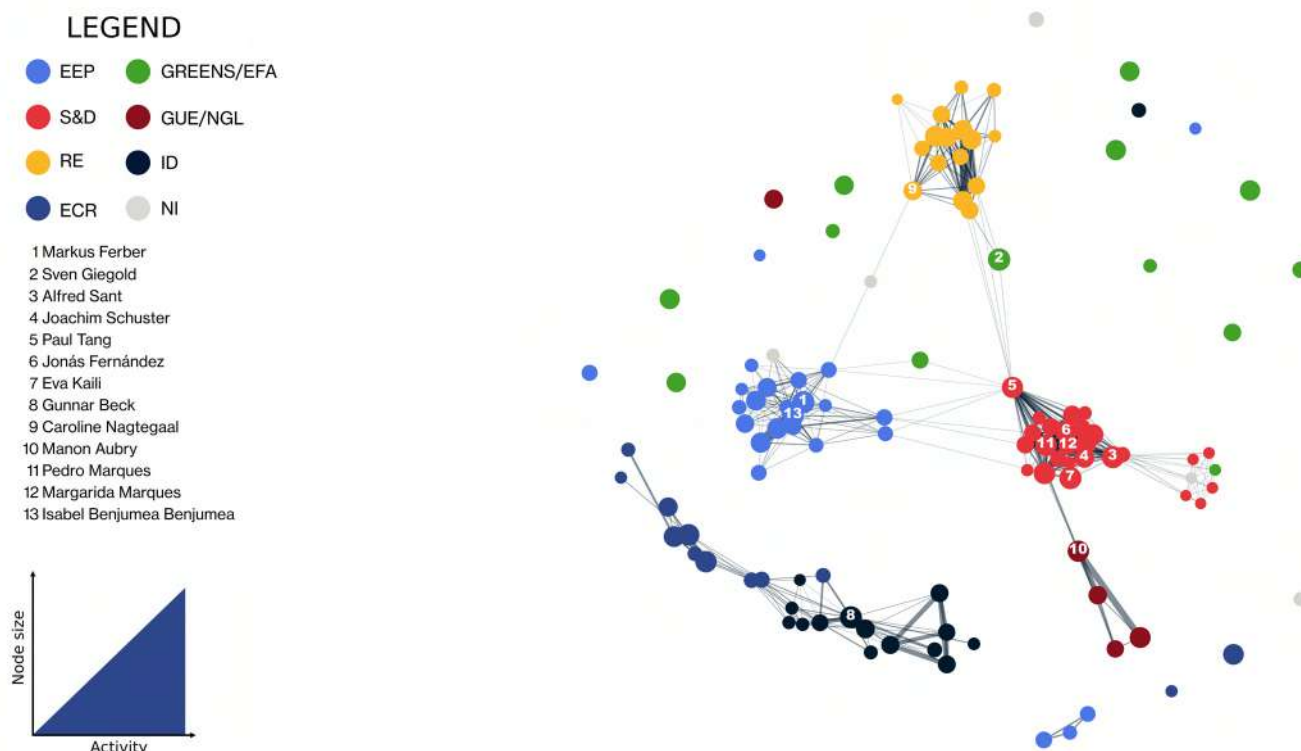 LEGEND
EEP GREENS/EFA
S&D GUE/NGL
RE ID
ECR NI
1 Markus Ferber
2 Sven Giegold
3 Alfred Sant
4 Joachim Schuster
5 Paul Tang
6 Jonás Fernández
7 Eva Kaili
8 Gunnar Beck
9 Caroline Nagtegaal
10 Manon Aubry
11 Pedro Marques
12 Margarida Marques
13 Isabel Benjumea Benjumea
Node size
Activity
9
2
5
1
13
6
11 12
4 3
7
10
8